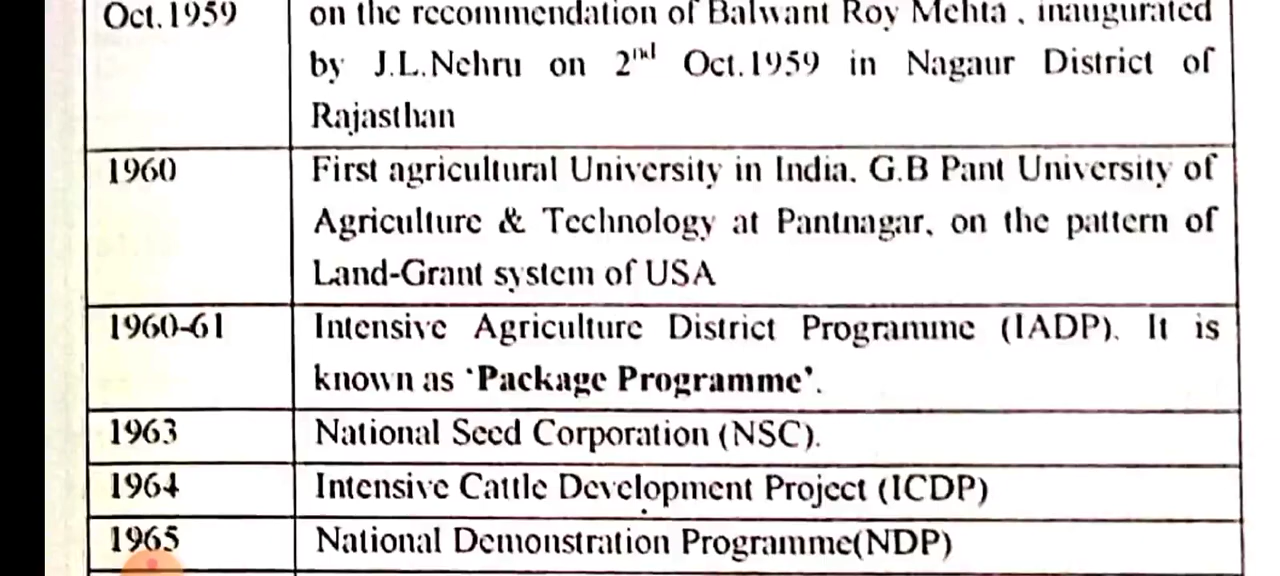 Oct.1959 on the recommendation of Balwant Roy Mehta , inaugurated
by J.L.Nehru on 2nd Oct.1959 in Nagaur District of
Rajasthan
1960 First agricultural University in India. G.B Pant University of
Agriculture & Technology at Pantnagar, on the pattern of
Land-Grant system of USA
1960-61 Intensive Agriculture District Programme (IADP). It is
known as ‘Package Programme’.
1963 National Seed Corporation (NSC).
1964 Intensive Cattle Development Project (ICDP)
1965 National Demonstration Programme(NDP)